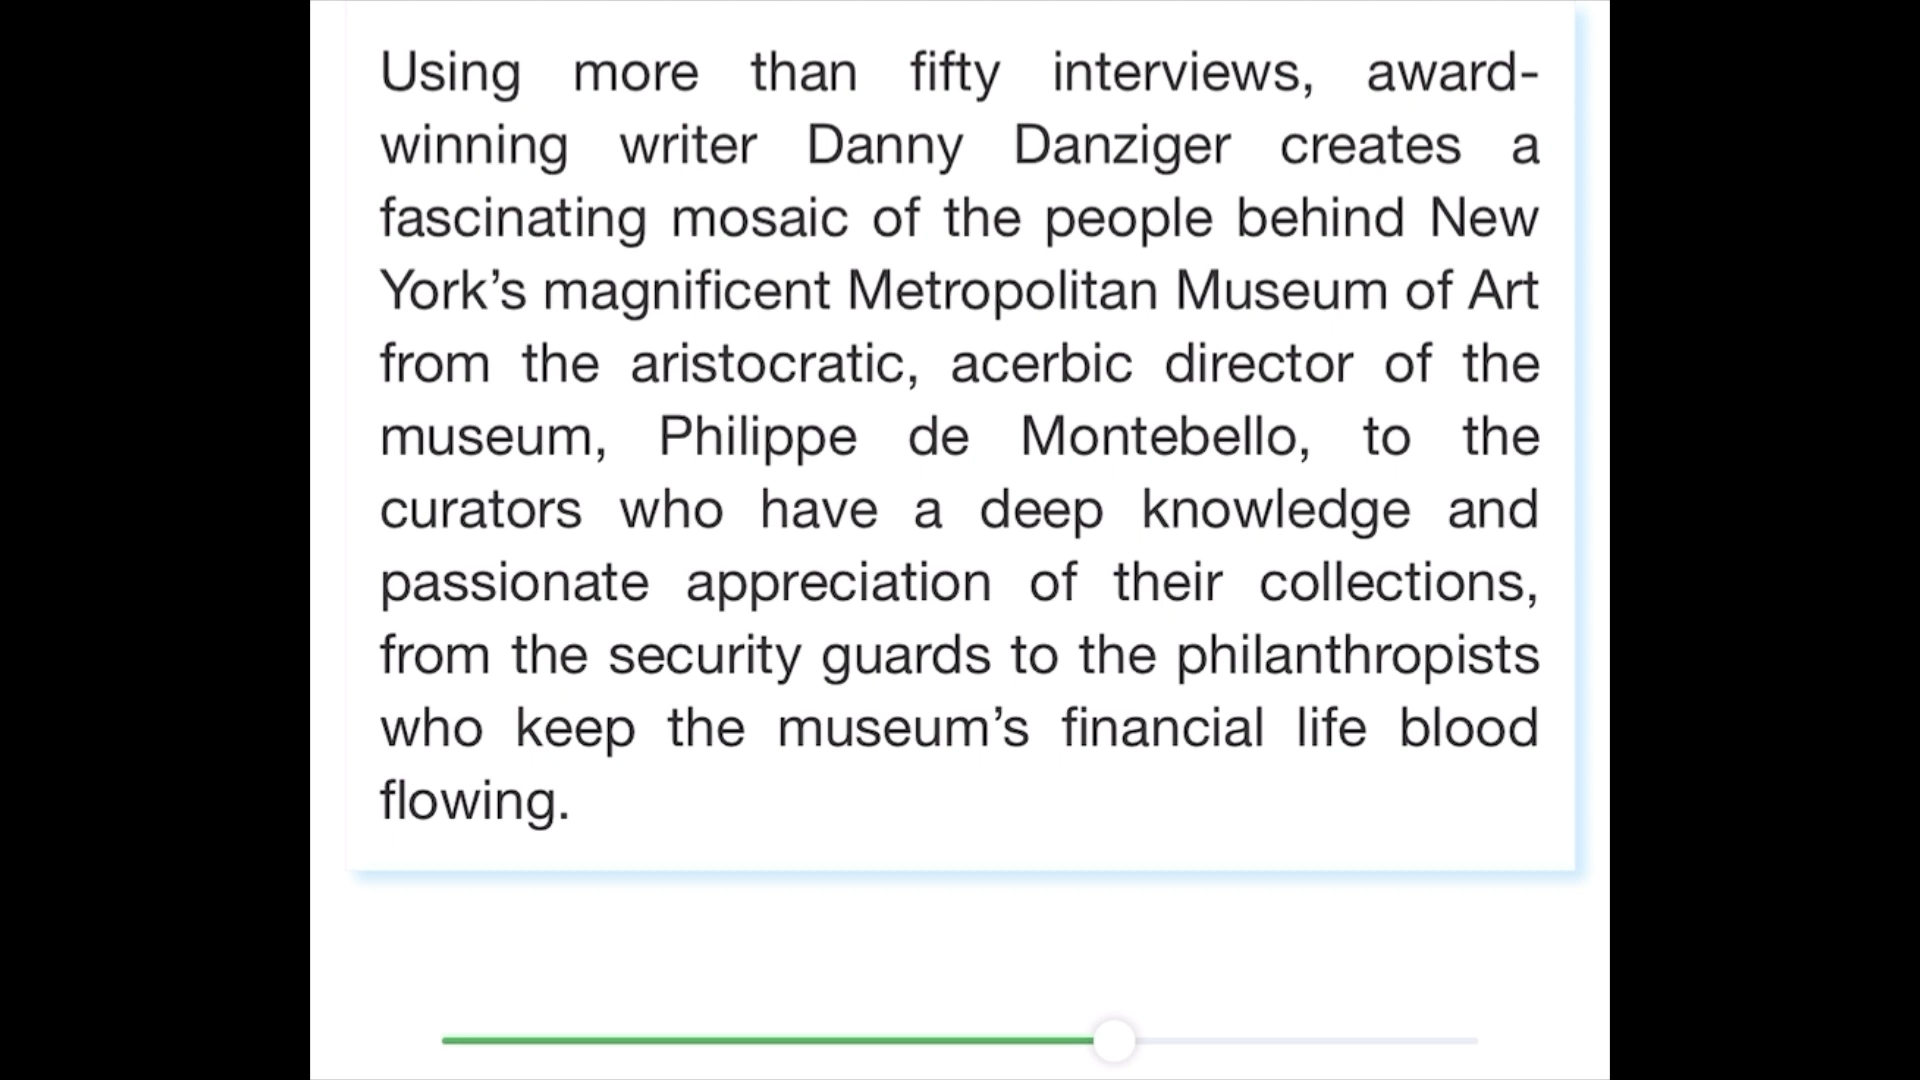 Using more than fifty interviews, award-
winning writer Danny Danziger creates a
fascinating mosaic of the people behind New
York’s magnificent Metropolitan Museum of Art
from the aristocratic, acerbic director of the
museum, Philippe de Montebello, to the
curators who have a deep knowledge and
passionate appreciation of their collections,
from the security guards to the philanthropists
who keep the museum’s financial life blood
flowing.